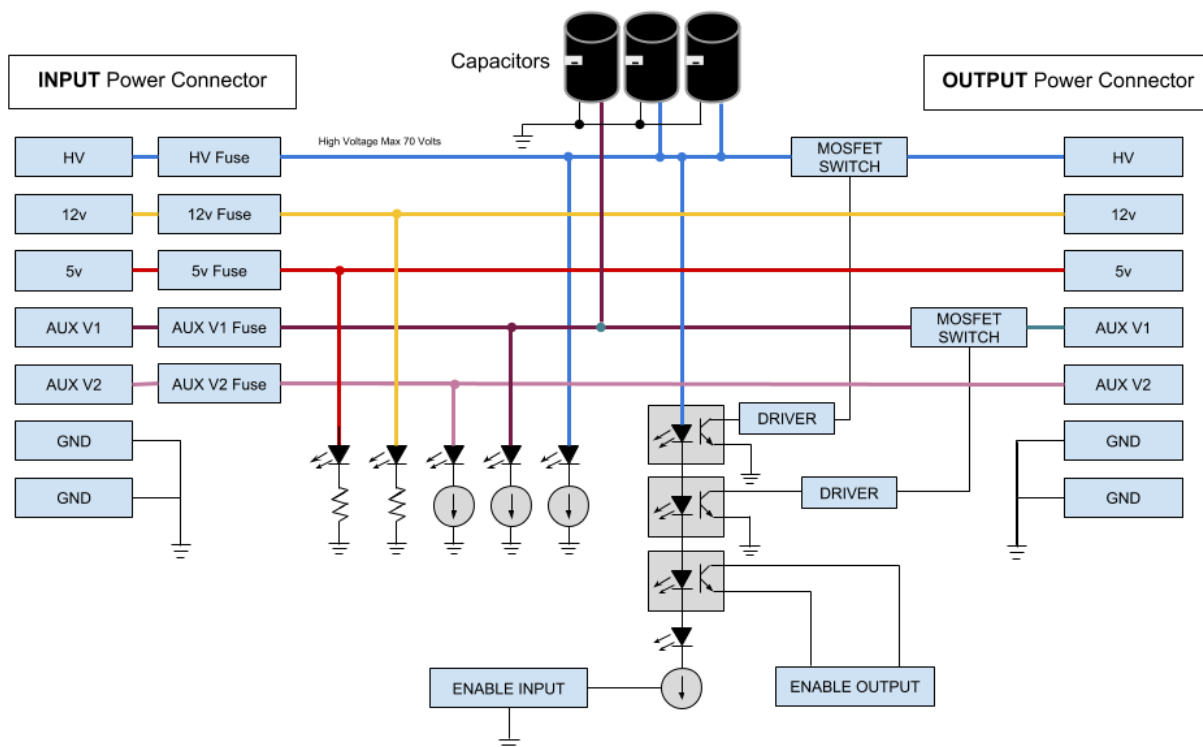 Capacitors
-
-
-
INPUT Power Connector
OUTPUT Power Connector
High Voltage Max 70 Volts
HV
HV Fuse
MOSFET
SWITCH
HV
12v
12v Fuse
12v
5v
5v Fuse
5v
AUX V1
AUX V1 Fuse
MOSFET
SWITCH
AUX V1
AUX V2
AUX V2 Fuse
AUX V2
DRIVER
GND
GND
DRIVER
GND
GND
ENABLE INPUT
ENABLE OUTPUT